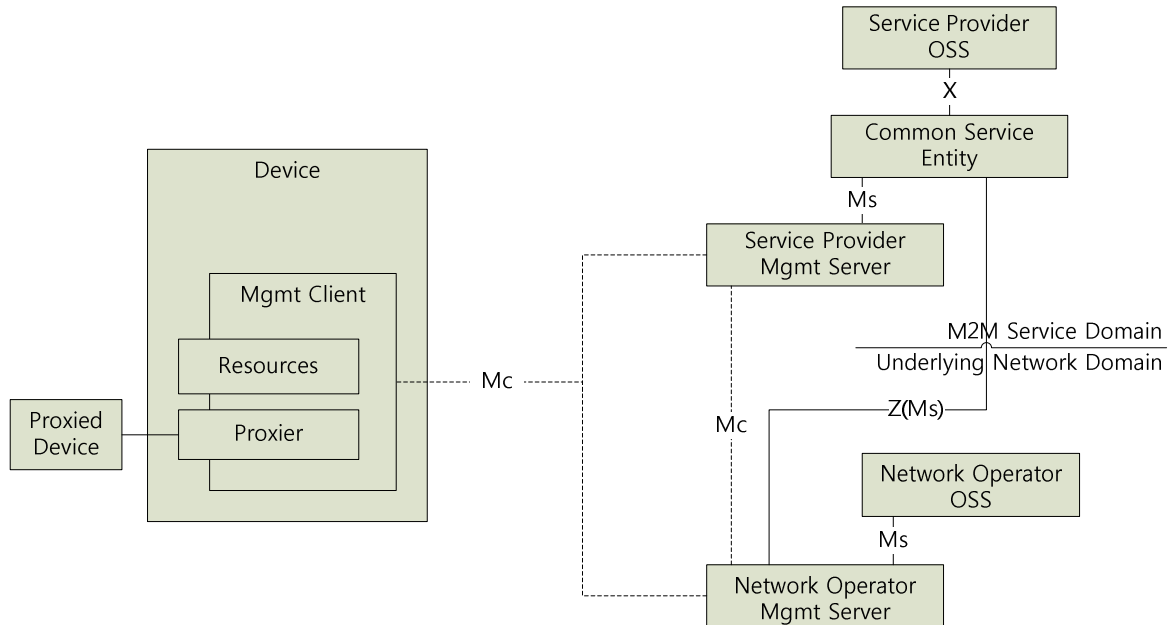 Service Provider
OSS
X
Common Service
Entity
Ms
Service Provider
Mgmt Server
Device
Mgmt Client
Resources
Proxier
Proxied
Device
Mc
M2M Service Domain
Underlying Network Domain
Z(Ms)
Mc
Network Operator
OSS
Ms
Network Operator
Mgmt Server